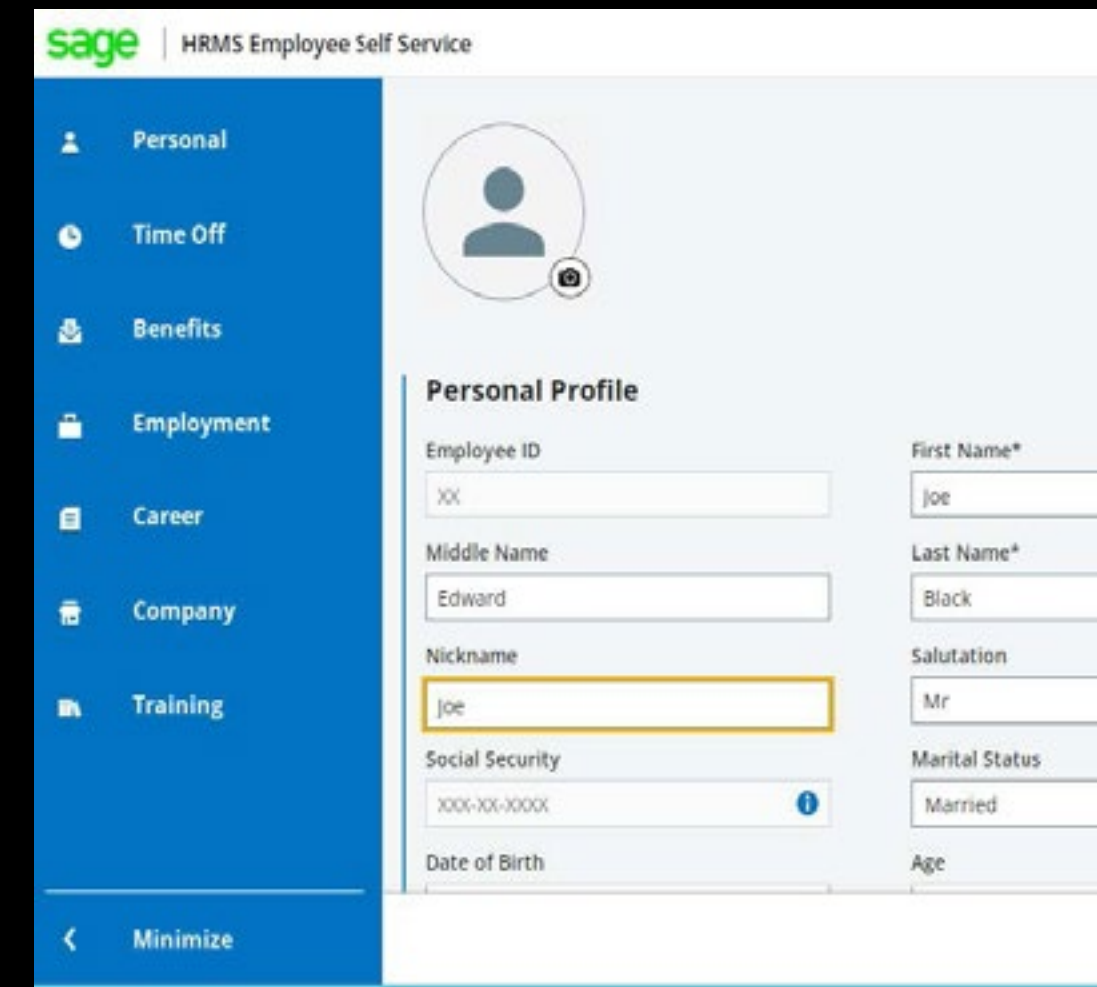 sage HRMS Employee Self Service
Personal
Time Off
Benefits
Employment
Career
Company
Training
Minimize
Personal Profile
Employee ID First Name*
XX Joe
Middle Name Last Name*
Edward Black
Nickname Salutation
Joe Mr
Social Security Marital Status
XXX-XX-XXXX Married
Date of Birth Age